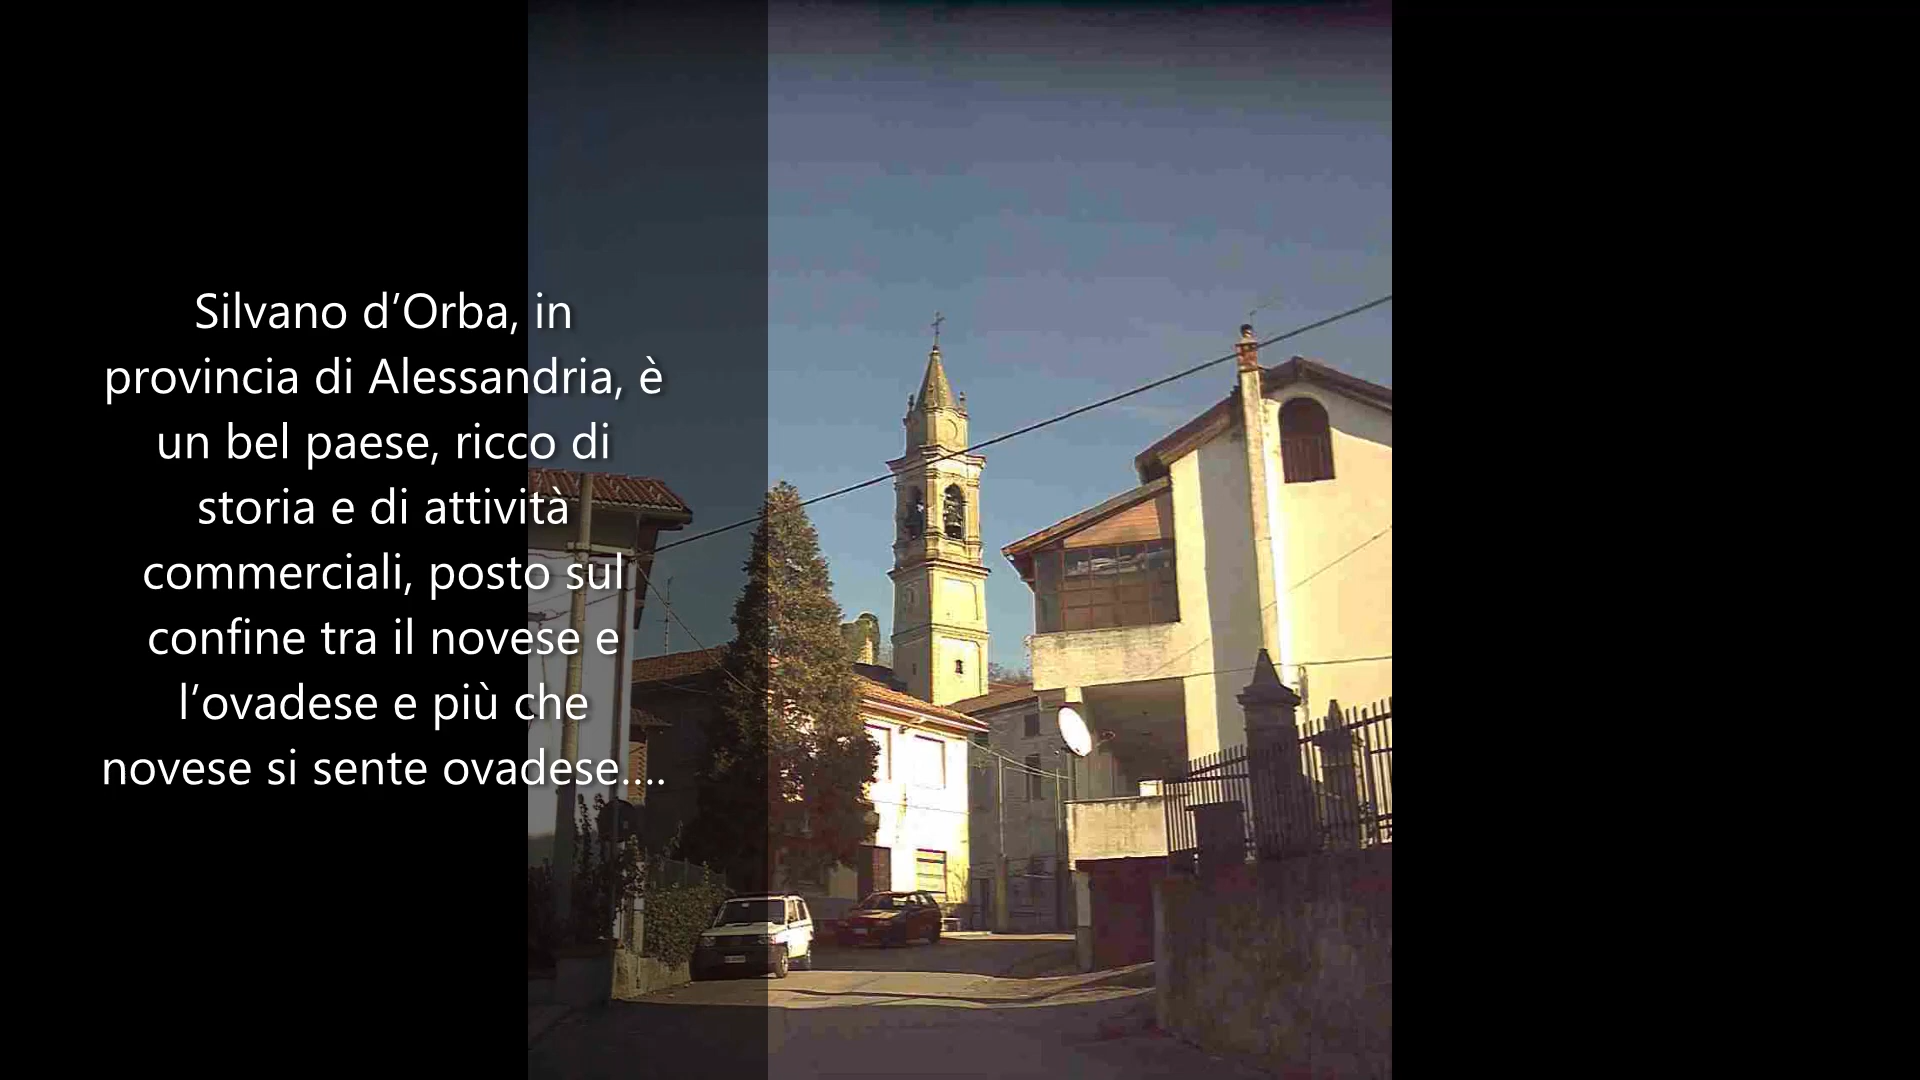 Silvano d’Orba, in
provincia di Alessandria, è
un bel paese, ricco di
storia e di attività
commerciali, posto sul
confine tra il novese e
l’ovadese e più che
novese si sente ovadese....